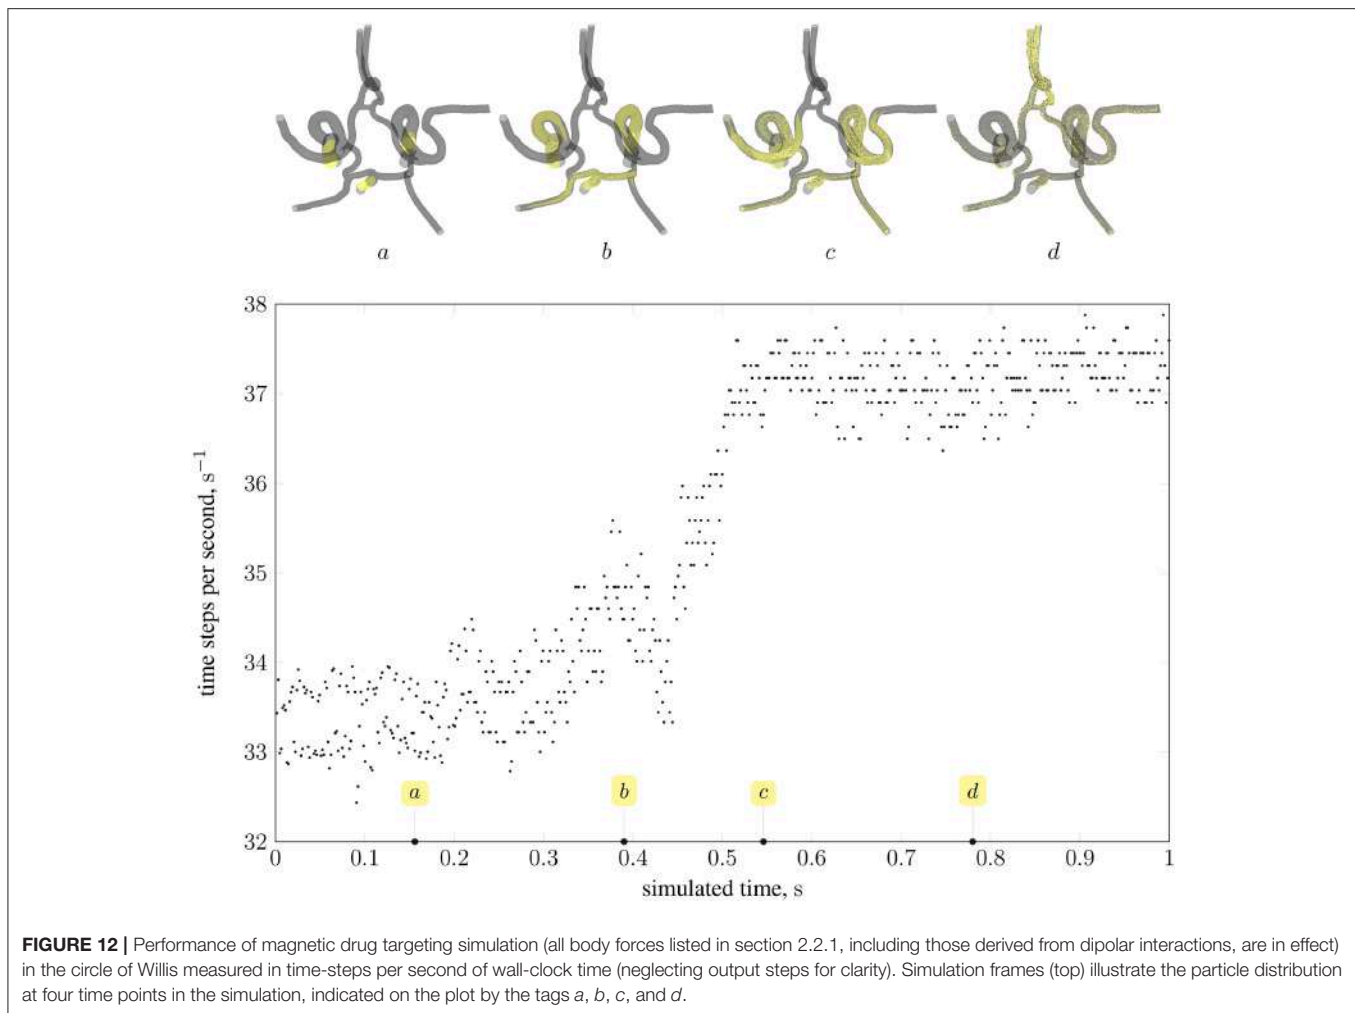 a b c d
38
37
36
35
34
33
32
time steps per second, s⁻¹
a b c d
0 0.1 0.2 0.3 0.4 0.5 0.6 0.7 0.8 0.9 1
simulated time, s
FIGURE 12 | Performance of magnetic drug targeting simulation (all body forces listed in section 2.2.1, including those derived from dipolar interactions, are in effect)
in the circle of Willis measured in time-steps per second of wall-clock time (neglecting output steps for clarity). Simulation frames (top) illustrate the particle distribution
at four time points in the simulation, indicated on the plot by the tags a, b, c, and d.